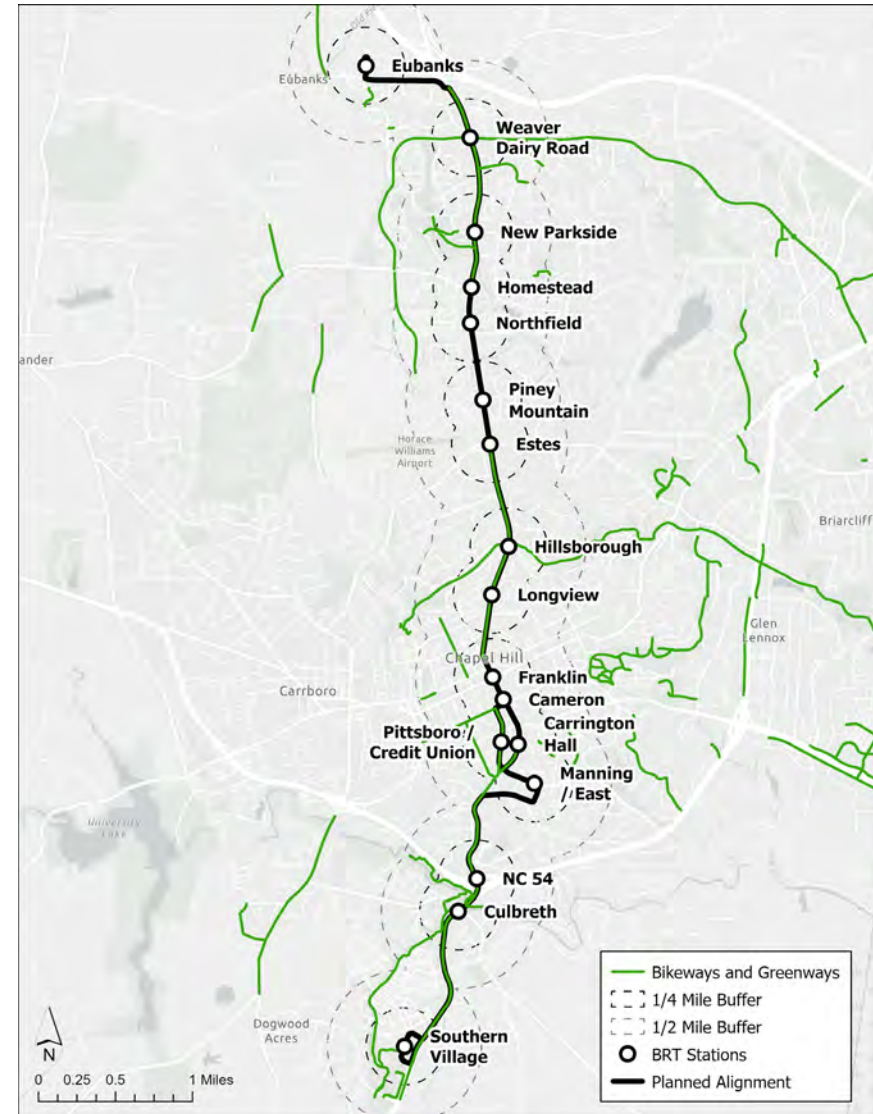 Eubanks
Eubanks
Weaver
Dairy Road
New Parkside
Homestead
Northfield
Piney
Mountain
Horace
Williams
Airport
Estes
Hillsborough
Briarcliff
Longview
Glen
Lennox
Chapel Hill
Franklin
Carrboro
Cameron
Carrington
Hall
Pittsboro /
Credit Union
Manning
/ East
University
Lake
NC 54
Culbreth
Dogwood
Acres
Southern
Village
Bikeways and Greenways
1/4 Mile Buffer
1/2 Mile Buffer
BRT Stations
Planned Alignment
N
0 0.25 0.5 1 Miles
ander